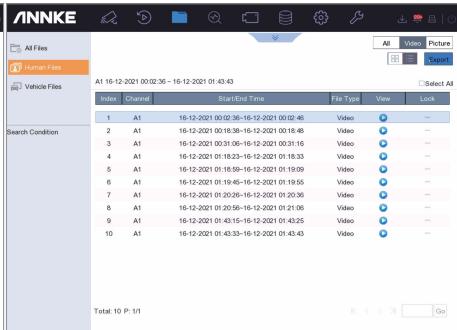 ANNKE
All Files
Human Files
Vehicle Files
Search Condition
All Video Picture
Export
A1 16-12-2021 00:02:36 ~ 16-12-2021 01:43:43
Select All
Index Channel Start/End Time File Type View Lock
1 A1 16-12-2021 00:02:36~16-12-2021 00:02:46 Video
2 A1 16-12-2021 00:18:38~16-12-2021 00:18:48 Video
3 A1 16-12-2021 00:31:06~16-12-2021 00:31:16 Video
4 A1 16-12-2021 01:18:23~16-12-2021 01:18:33 Video
5 A1 16-12-2021 01:18:59~16-12-2021 01:19:09 Video
6 A1 16-12-2021 01:19:45~16-12-2021 01:19:55 Video
7 A1 16-12-2021 01:20:26~16-12-2021 01:20:36 Video
8 A1 16-12-2021 01:20:56~16-12-2021 01:21:06 Video
9 A1 16-12-2021 01:43:15~16-12-2021 01:43:25 Video
10 A1 16-12-2021 01:43:33~16-12-2021 01:43:43 Video
Total: 10 P: 1/1
Go